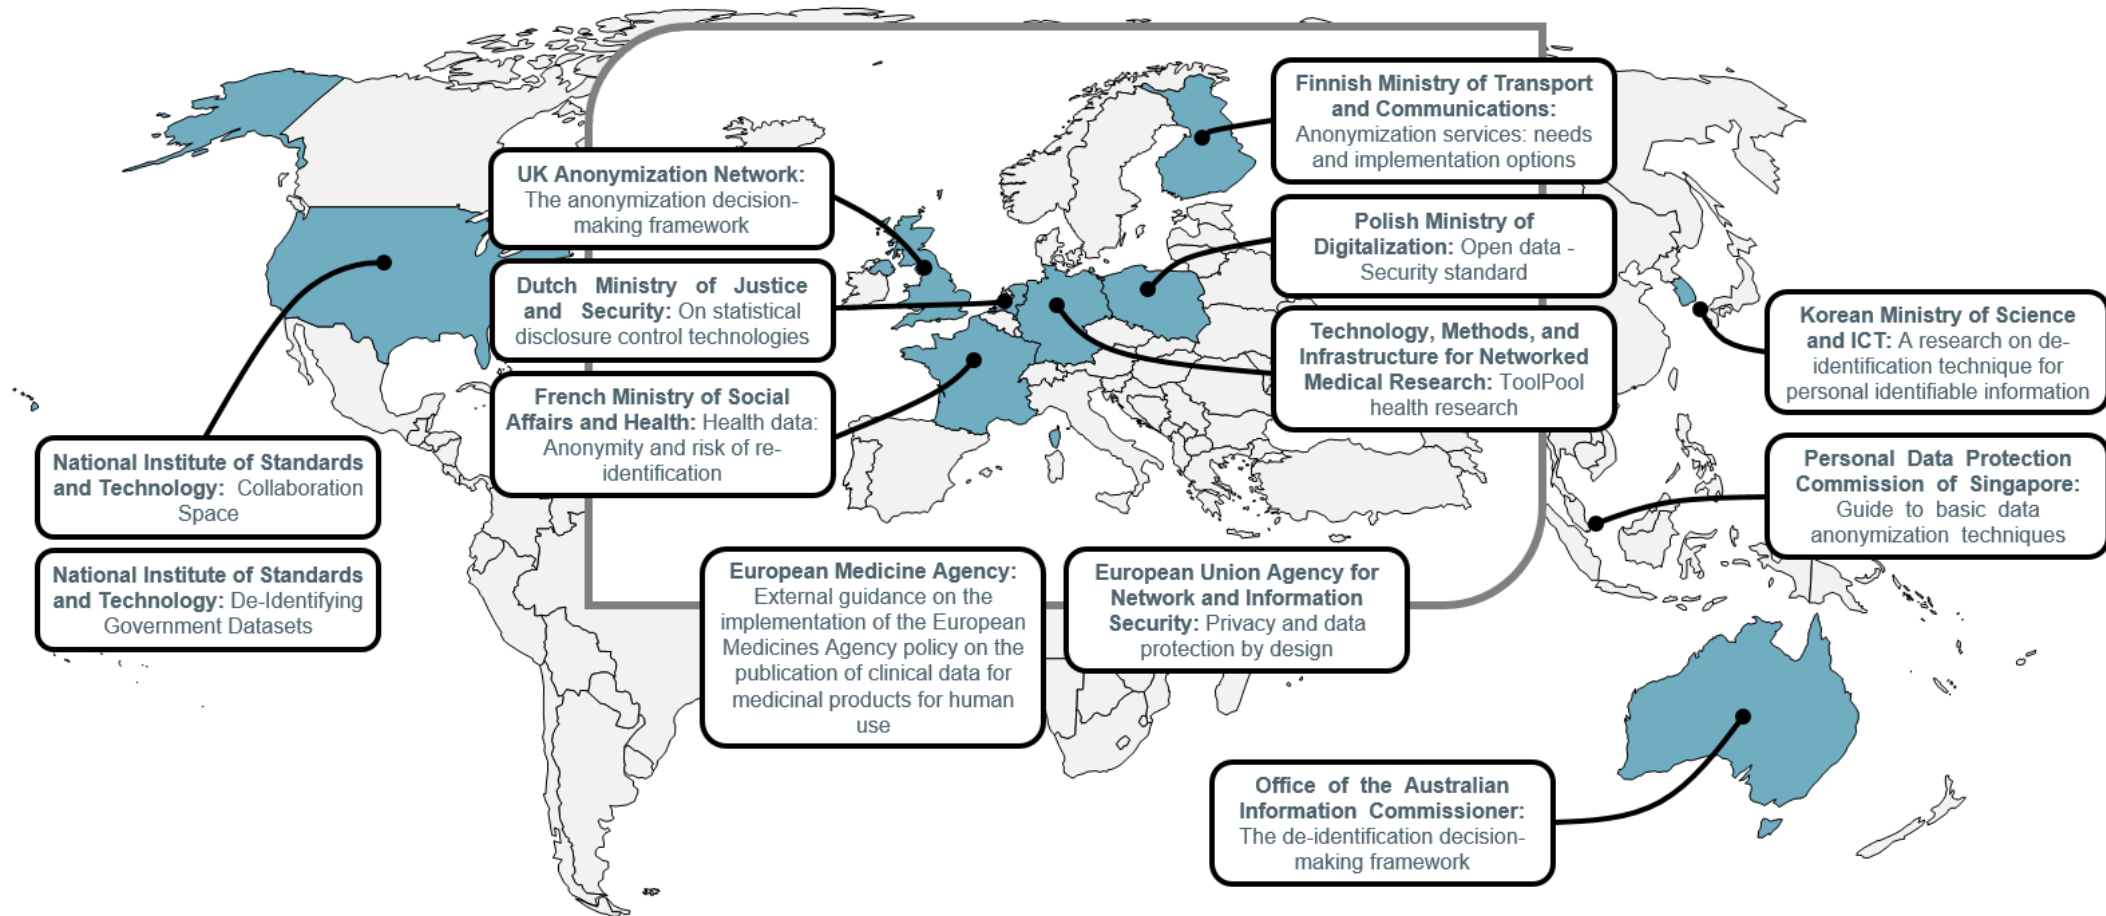 Finnish Ministry of Transport
and Communications:
Anonymization services: needs
and implementation options
UK Anonymization Network:
The anonymization decision-
making framework
Polish Ministry of
Digitalization: Open data -
Security standard
Dutch Ministry of Justice
and Security: On statistical
disclosure control technologies
Technology, Methods, and
Infrastructure for Networked
Medical Research: ToolPool
health research
Korean Ministry of Science
and ICT: A research on de-
identification technique for
personal identifiable information
French Ministry of Social
Affairs and Health: Health data:
Anonymity and risk of re-
identification
National Institute of Standards
and Technology: Collaboration
Space
Personal Data Protection
Commission of Singapore:
Guide to basic data
anonymization techniques
National Institute of Standards
and Technology: De-Identifying
Government Datasets
European Medicine Agency:
External guidance on the
implementation of the European
Medicines Agency policy on the
publication of clinical data for
medicinal products for human
use
European Union Agency for
Network and Information
Security: Privacy and data
protection by design
Office of the Australian
Information Commissioner:
The de-identification decision-
making framework